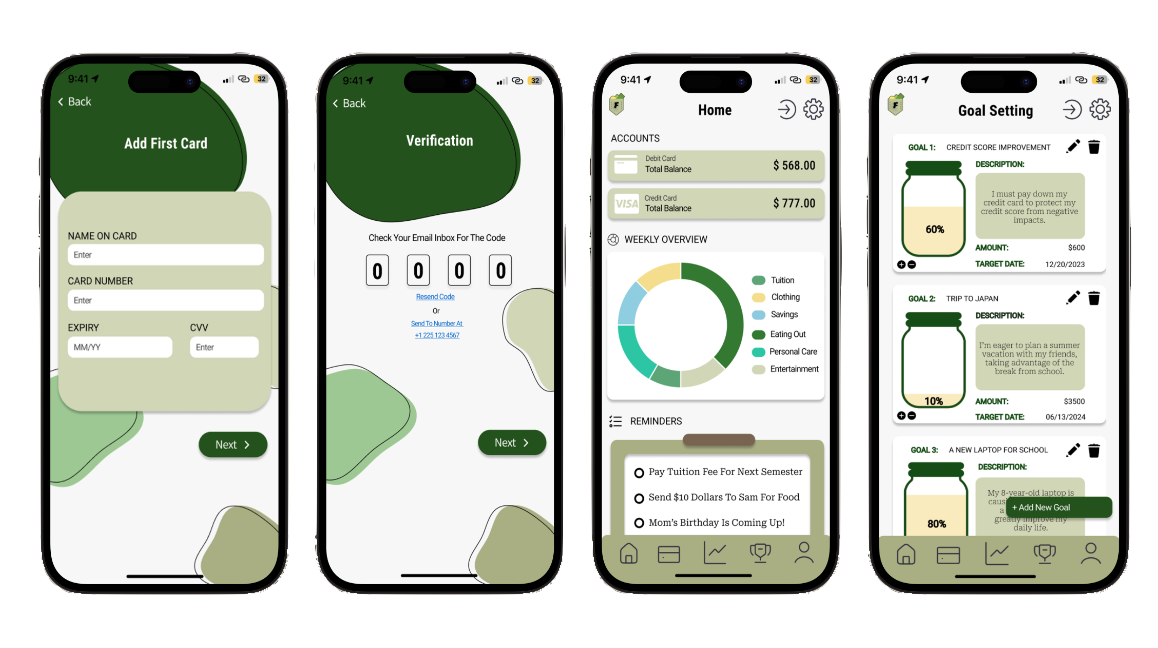 9:41
32
Back
Add First Card
NAME ON CARD
Enter
CARD NUMBER
Enter
EXPIRY
CVV
MM/YY
Enter
Next
9:41
32
Back
Verification
Check Your Email Inbox For The Code
0 0 0 0
Resend Code
Or
Send To Number At
+1 225 123 4567
Next
9:41
32
F
Home
ACCOUNTS
Debit Card
Total Balance
$ 568.00
VISA
Credit Card
Total Balance
$ 777.00
WEEKLY OVERVIEW
Tuition
Clothing
Savings
Eating Out
Personal Care
Entertainment
REMINDERS
Pay Tuition Fee For Next Semester
Send $10 Dollars To Sam For Food
Mom's Birthday Is Coming Up!
9:41
32
F
Goal Setting
GOAL 1: CREDIT SCORE IMPROVEMENT
DESCRIPTION:
I must pay down my
credit card to protect my
credit score from negative
impacts.
60%
AMOUNT: $600
TARGET DATE: 12/20/2023
GOAL 2: TRIP TO JAPAN
DESCRIPTION:
I'm eager to plan a summer
vacation with my friends,
taking advantage of the
break from school.
10%
AMOUNT: $3500
TARGET DATE: 06/13/2024
GOAL 3: A NEW LAPTOP FOR SCHOOL
DESCRIPTION:
My 8-year-old laptop is
+ Add New Goal
greatly improve my
daily life.
80%